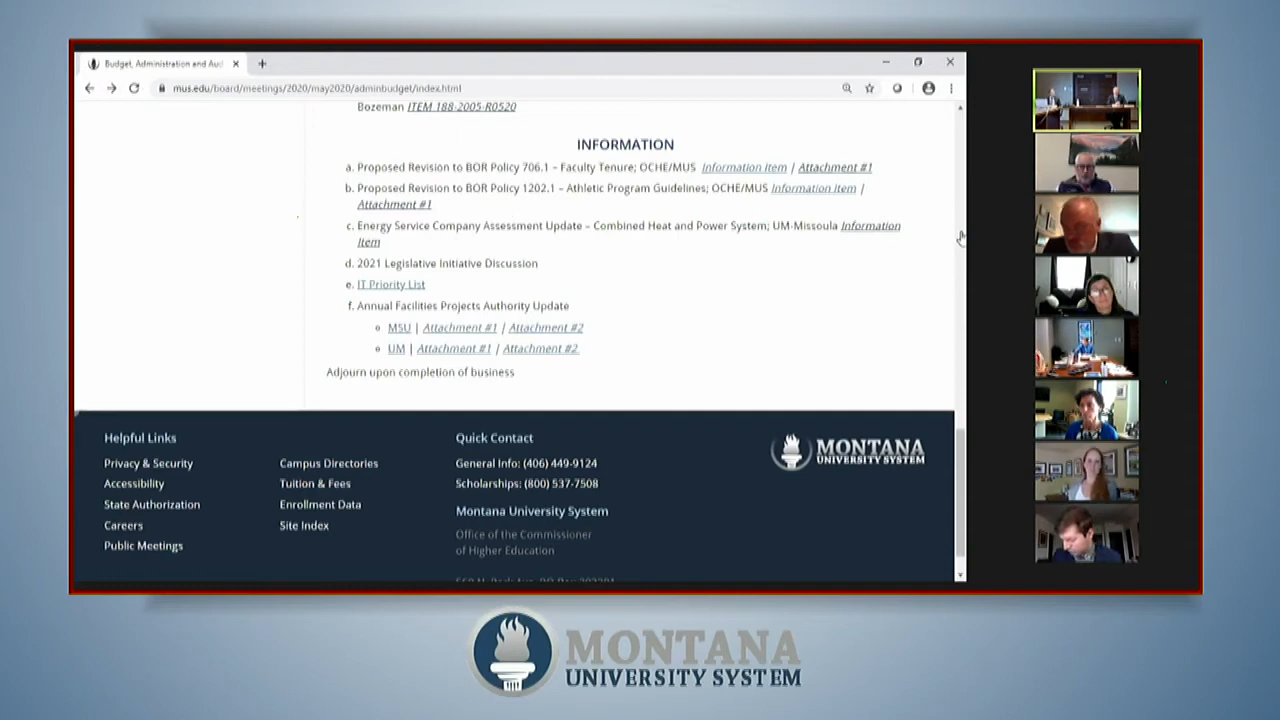 Budget, Administration and Aud
mus.edu/board/meetings/2020/may2020/adminbudget/index.html
Bozeman ITEM 188-2005-R0520
INFORMATION
a. Proposed Revision to BOR Policy 706.1 – Faculty Tenure; OCHE/MUS Information Item / Attachment #1
b. Proposed Revision to BOR Policy 1202.1 – Athletic Program Guidelines; OCHE/MUS Information Item /
Attachment #1
c. Energy Service Company Assessment Update – Combined Heat and Power System; UM-Missoula Information
Item
d. 2021 Legislative Initiative Discussion
e. IT Priority List
f. Annual Facilities Projects Authority Update
MSU | Attachment #1 / Attachment #2
UM | Attachment #1 / Attachment #2
Adjourn upon completion of business
Helpful Links
Privacy & Security
Accessibility
State Authorization
Careers
Public Meetings
Campus Directories
Tuition & Fees
Enrollment Data
Site Index
Quick Contact
General Info: (406) 449-9124
Scholarships: (800) 537-7508
Montana University System
Office of the Commissioner
of Higher Education
MONTANA
UNIVERSITY SYSTEM
MONTANA
UNIVERSITY SYSTEM